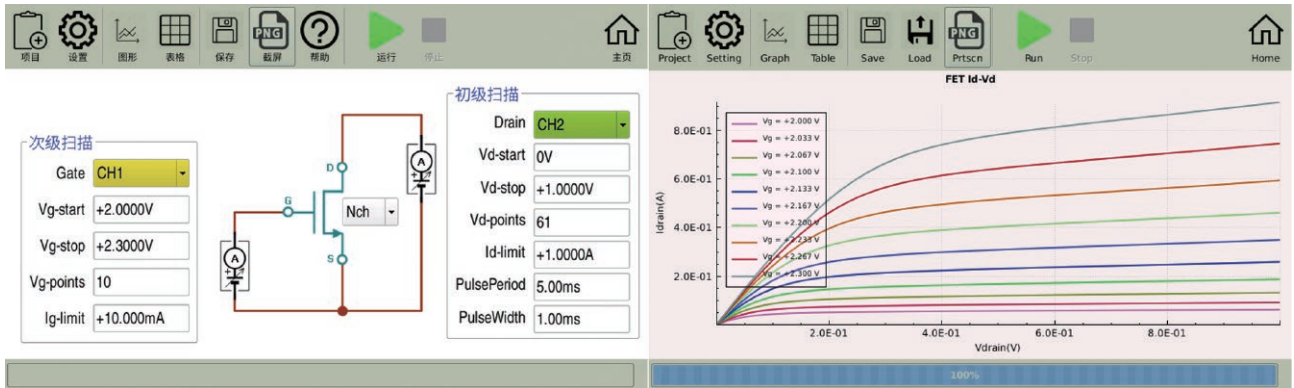 项目 设置 图形 表格 保存 PNG 截屏 帮助 运行 停止 主页
次级扫描
Gate CH1
Vg-start +2.0000V
Vg-stop +2.3000V
Vg-points 10
Ig-limit +10.000mA
D
G
S
A
A
Nch
初级扫描
Drain CH2
Vd-start 0V
Vd-stop +1.0000V
Vd-points 61
Id-limit +1.0000A
PulsePeriod 5.00ms
PulseWidth 1.00ms
Project Setting Graph Table Save Load PNG Prtscn Run Stop Home
FET Id-Vd
Vg = +2.000 V
Vg = +2.033 V
Vg = +2.067 V
Vg = +2.100 V
Vg = +2.133 V
Vg = +2.167 V
Vg = +2.200 V
Vg = +2.233 V
Vg = +2.267 V
Vg = +2.300 V
8.0E-01
6.0E-01
4.0E-01
2.0E-01
Idrain(A)
2.0E-01 4.0E-01 6.0E-01 8.0E-01
Vdrain(V)
100%